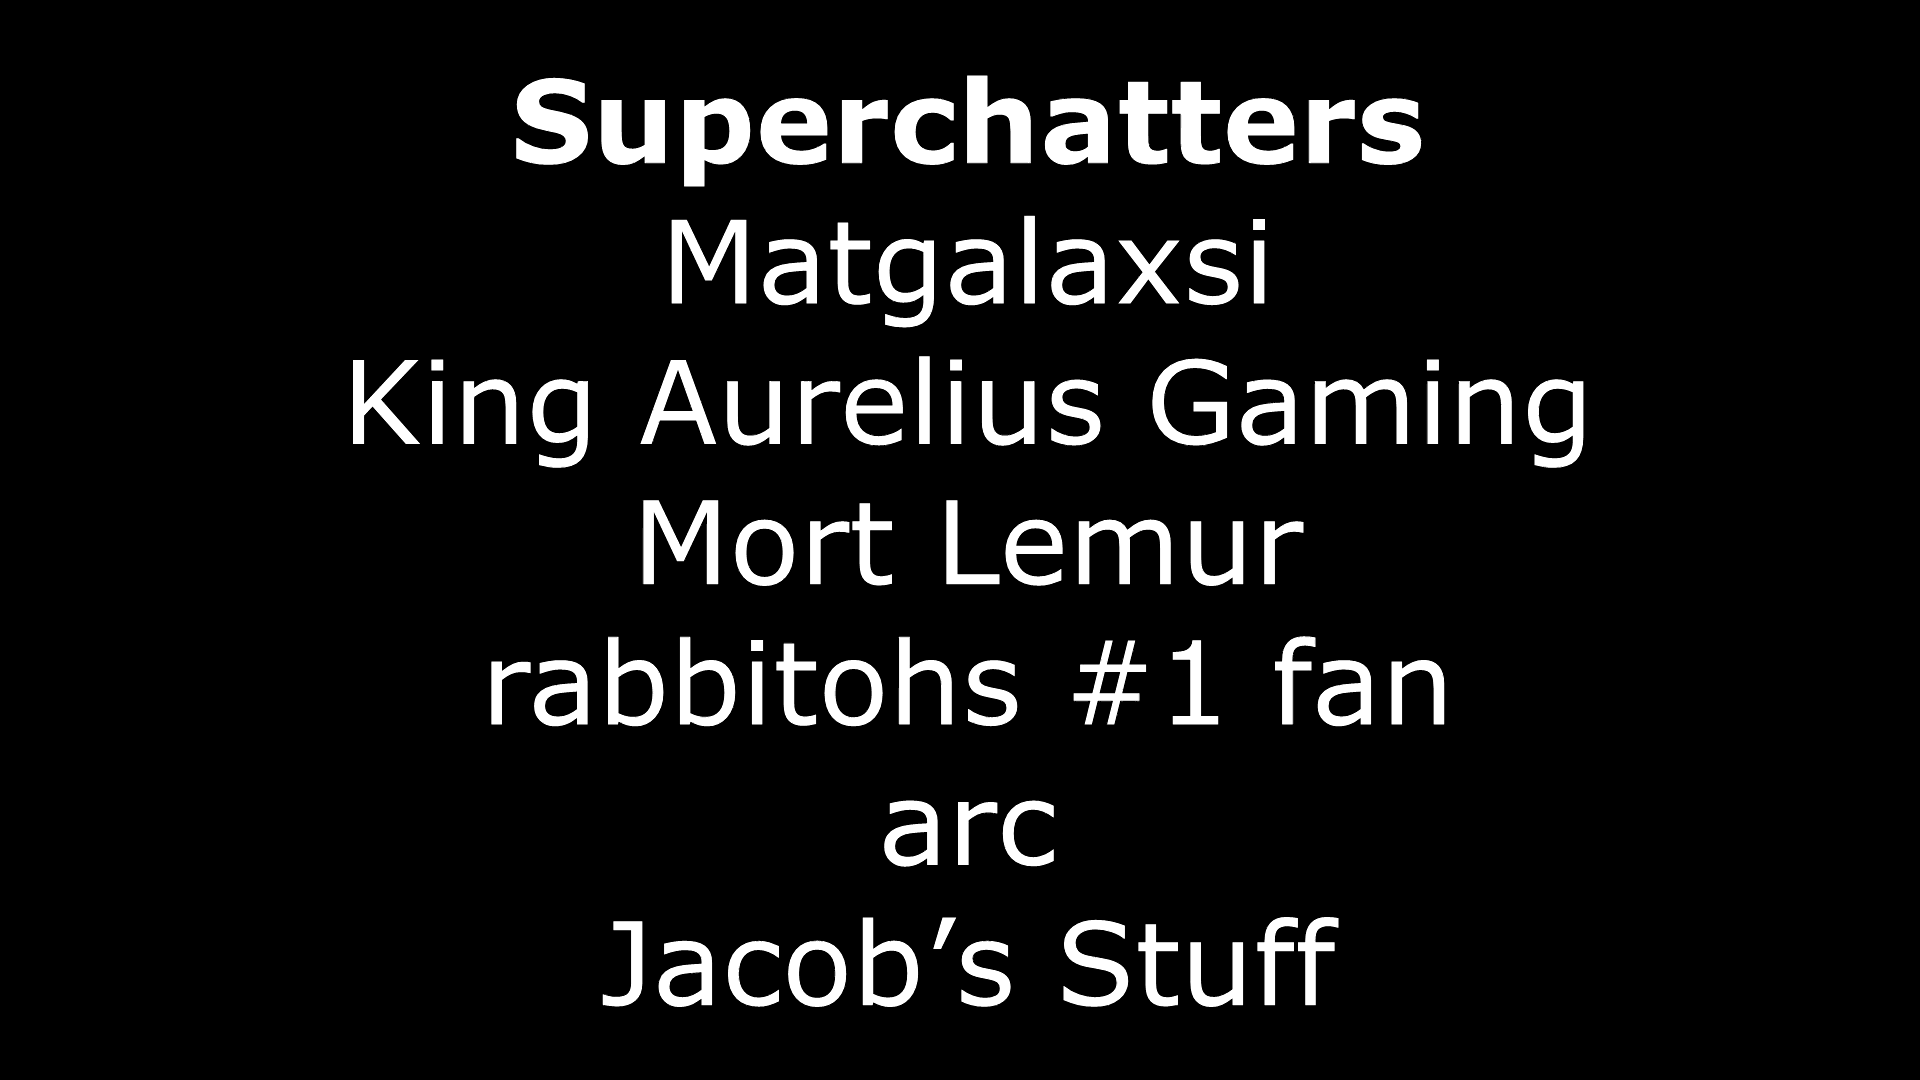 Superchatters
Matgalaxsi
King Aurelius Gaming
Mort Lemur
rabbitohs #1 fan
arc
Jacob’s Stuff